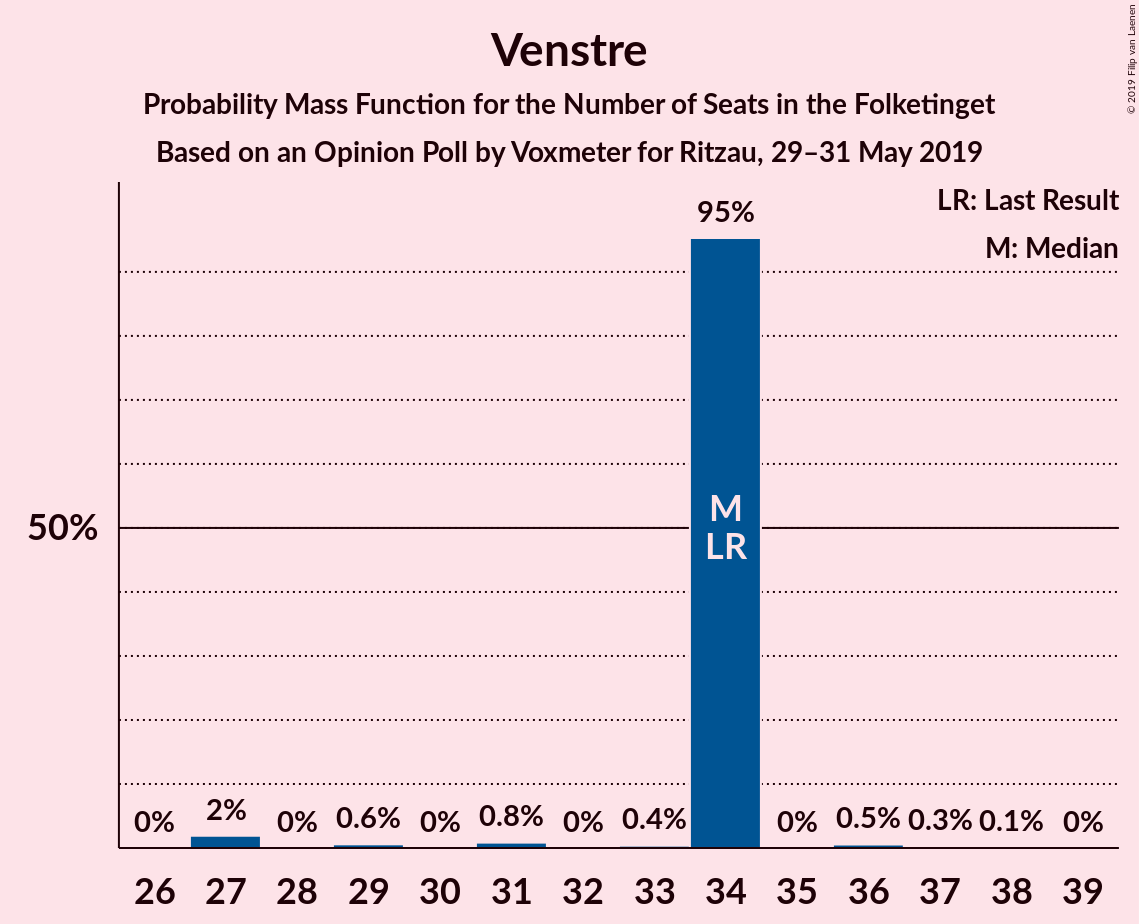 Venstre
Probability Mass Function for the Number of Seats in the Folketinget
Based on an Opinion Poll by Voxmeter for Ritzau, 29–31 May 2019
© 2019 Filip van Laenen
LR: Last Result
M: Median
95%
50%
M
LR
0% 2% 0% 0.6% 0% 0.8% 0% 0.4% 0% 0.5% 0.3% 0.1% 0%
26 27 28 29 30 31 32 33 34 35 36 37 38 39